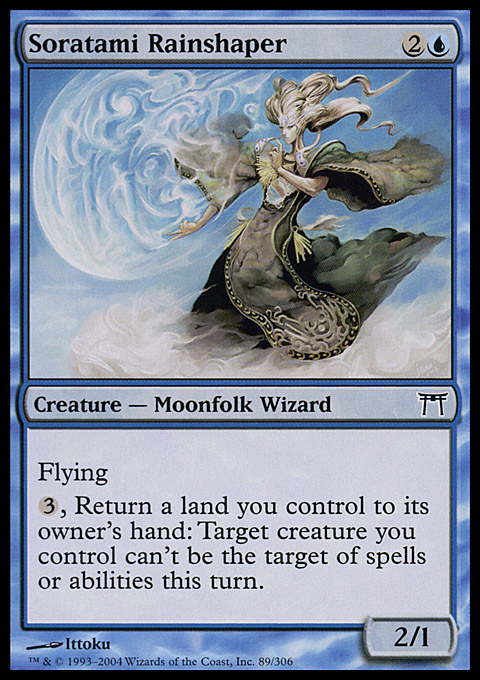 Soratami Rainshaper 2
Creature — Moonfolk Wizard
Flying
3, Return a land you control to its
owner's hand: Target creature you
control can't be the target of spells
or abilities this turn.
2/1
Ittoku
™ & © 1993–2004 Wizards of the Coast, Inc. 89/306